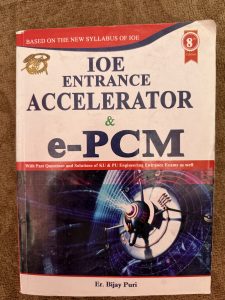 BASED ON THE NEW SYLLABUS OF IOE
8
IOE
ENTRANCE
ACCELERATOR
&
e-PCM
With Past Questions and Solutions of KU & PU Engineering Entrance Exams as well
Er. Bijay Puri